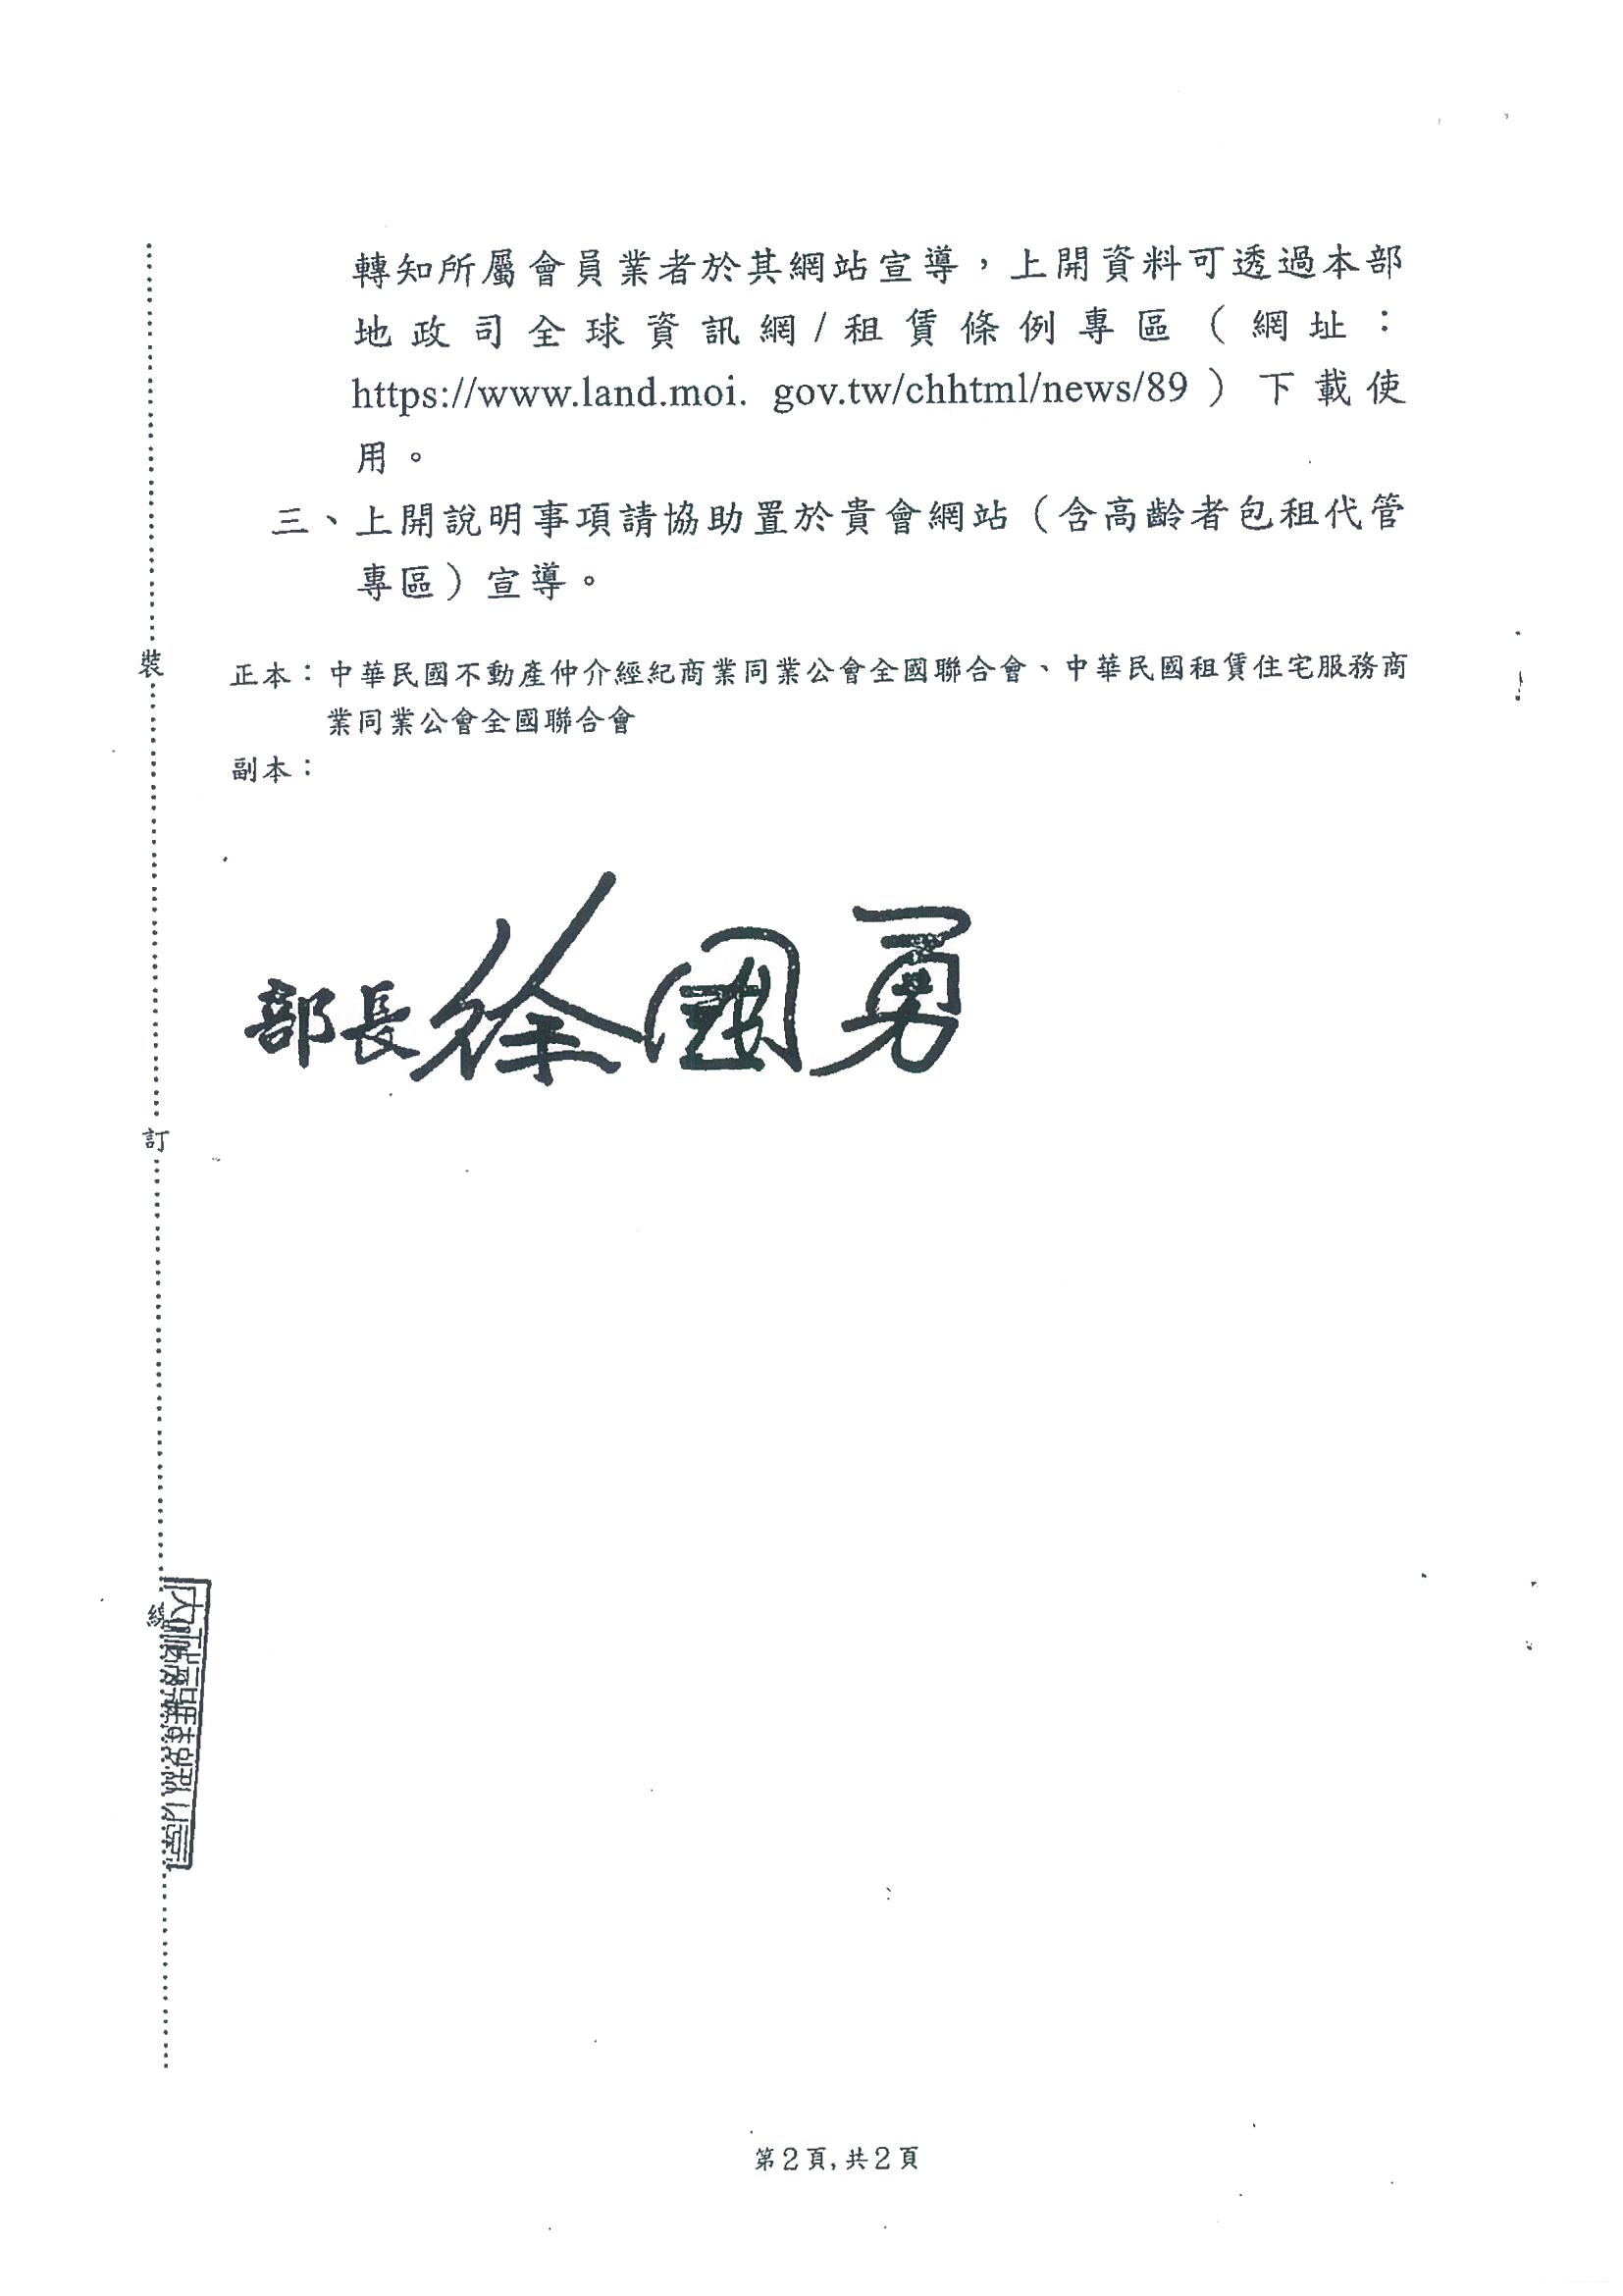 轉知所屬會員業者於其網站宣導，上開資料可透過本部
地政司全球資訊網/租賃條例專區（網址：
https://www.land.moi. gov.tw/chhtml/news/89）下載使
用。
三、上開說明事項請協助置於貴會網站（含高齡者包租代管
專區）宣導。
裝
正本：中華民國不動產仲介經紀商業同業公會全國聯合會、中華民國租賃住宅服務商
業同業公會全國聯合會
副本：
部長徐國勇
訂
線
第2頁,共2頁